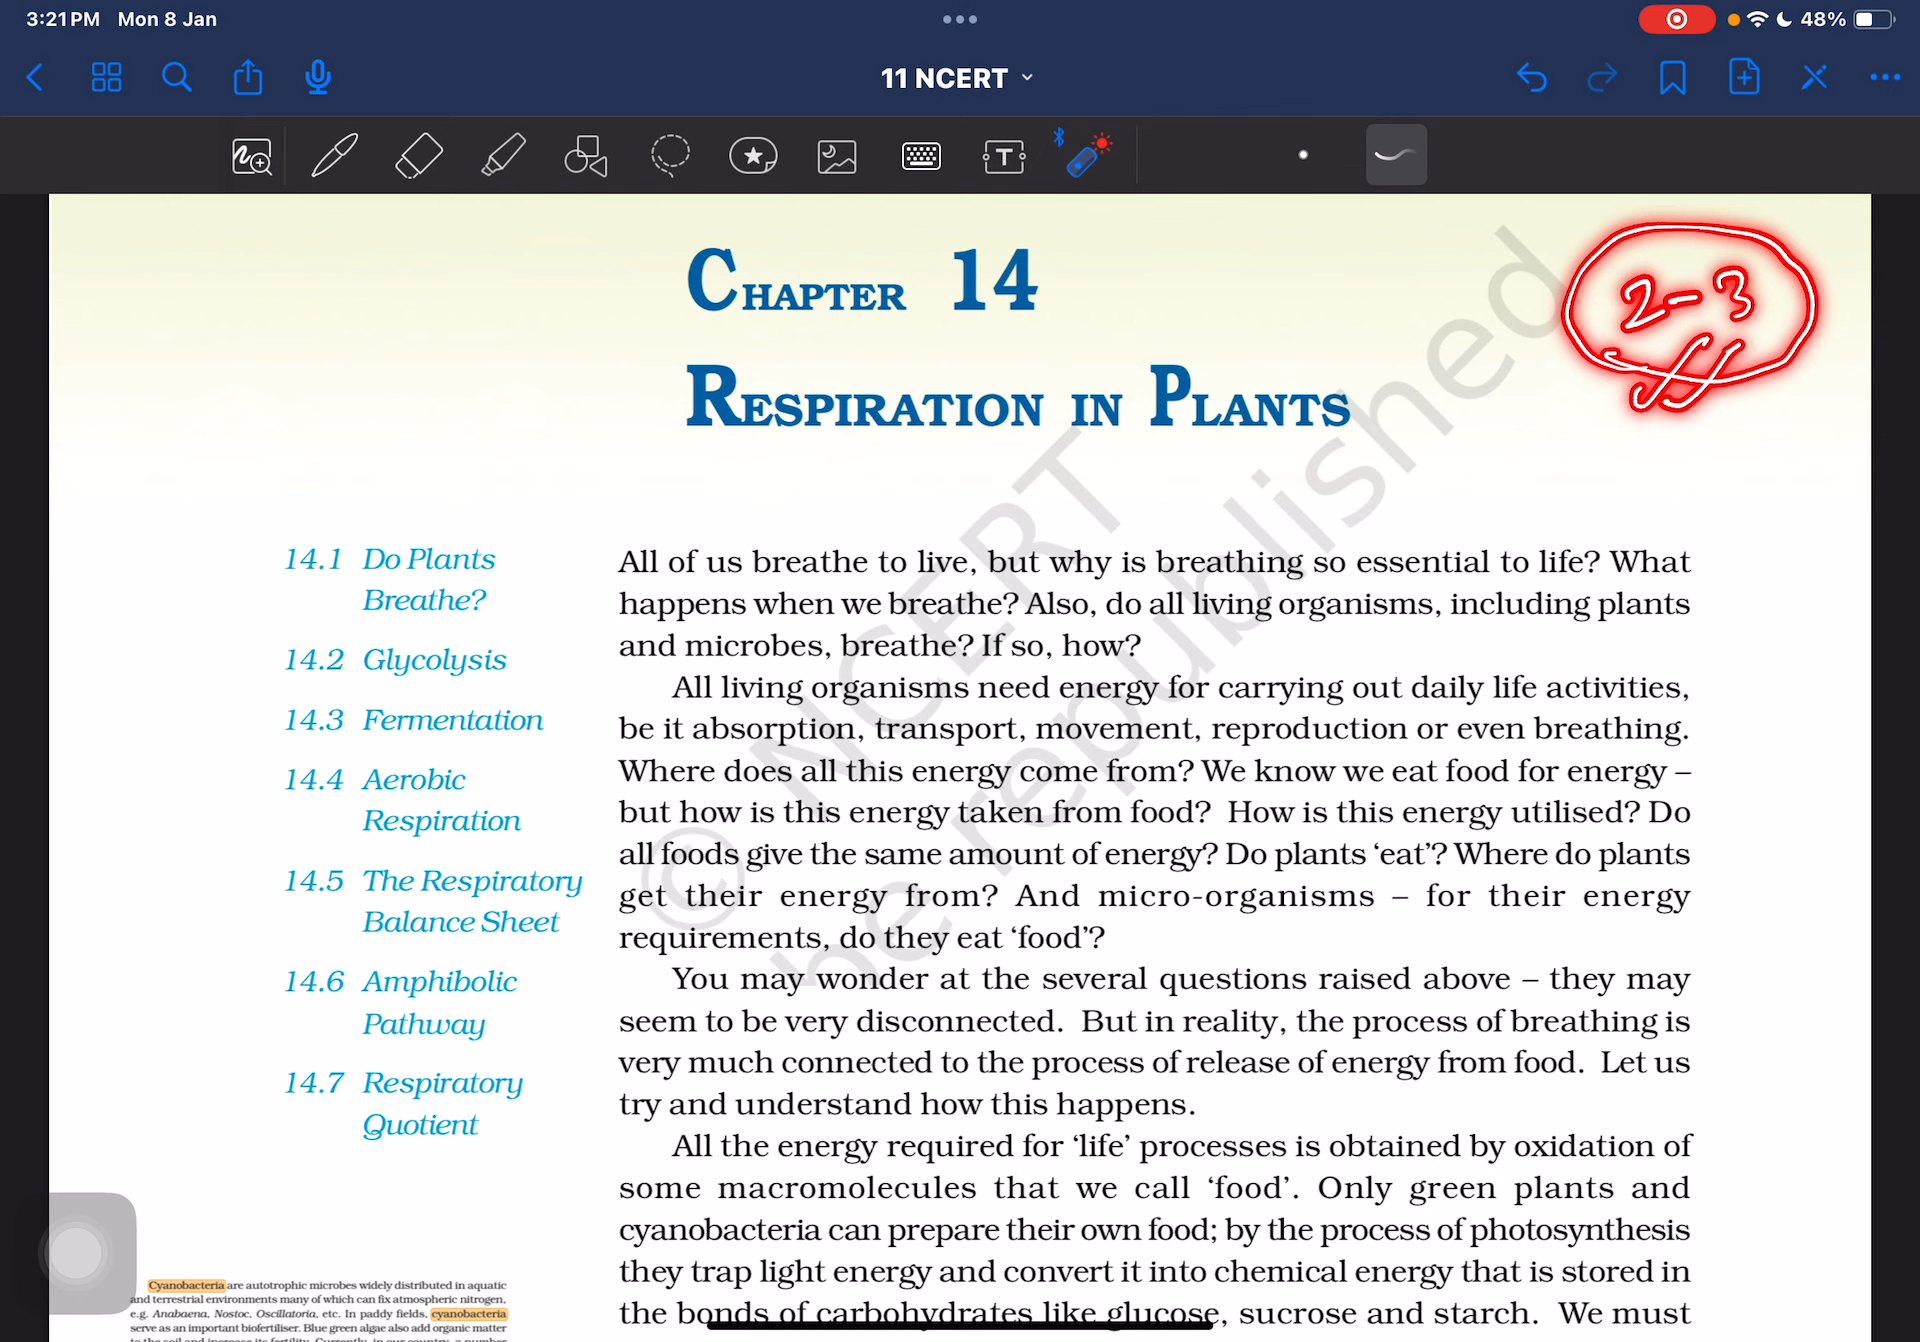 3:21 PM Mon 8 Jan
48%
11 NCERT
T
CHAPTER 14
RESPIRATION IN PLANTS
2-3
14.1 Do Plants
Breathe?
14.2 Glycolysis
14.3 Fermentation
14.4 Aerobic
Respiration
14.5 The Respiratory
Balance Sheet
14.6 Amphibolic
Pathway
14.7 Respiratory
Quotient
All of us breathe to live, but why is breathing so essential to life? What
happens when we breathe? Also, do all living organisms, including plants
and microbes, breathe? If so, how?
All living organisms need energy for carrying out daily life activities,
be it absorption, transport, movement, reproduction or even breathing.
Where does all this energy come from? We know we eat food for energy –
but how is this energy taken from food? How is this energy utilised? Do
all foods give the same amount of energy? Do plants ‘eat’? Where do plants
get their energy from? And micro-organisms – for their energy
requirements, do they eat ‘food’?
You may wonder at the several questions raised above – they may
seem to be very disconnected. But in reality, the process of breathing is
very much connected to the process of release of energy from food. Let us
try and understand how this happens.
All the energy required for ‘life’ processes is obtained by oxidation of
some macromolecules that we call ‘food’. Only green plants and
cyanobacteria can prepare their own food; by the process of photosynthesis
they trap light energy and convert it into chemical energy that is stored in
the bonds of carbohydrates like glucose, sucrose and starch. We must
© NCERT
be republished
Cyanobacteria are autotrophic microbes widely distributed in aquatic
and terrestrial environments many of which can fix atmospheric nitrogen,
e.g. Anabaena, Nostoc, Oscillatoria, etc. In paddy fields, cyanobacteria
serve as an important biofertiliser. Blue green algae also add organic matter
to the soil and increase its fertility. Currently, in our country, a number